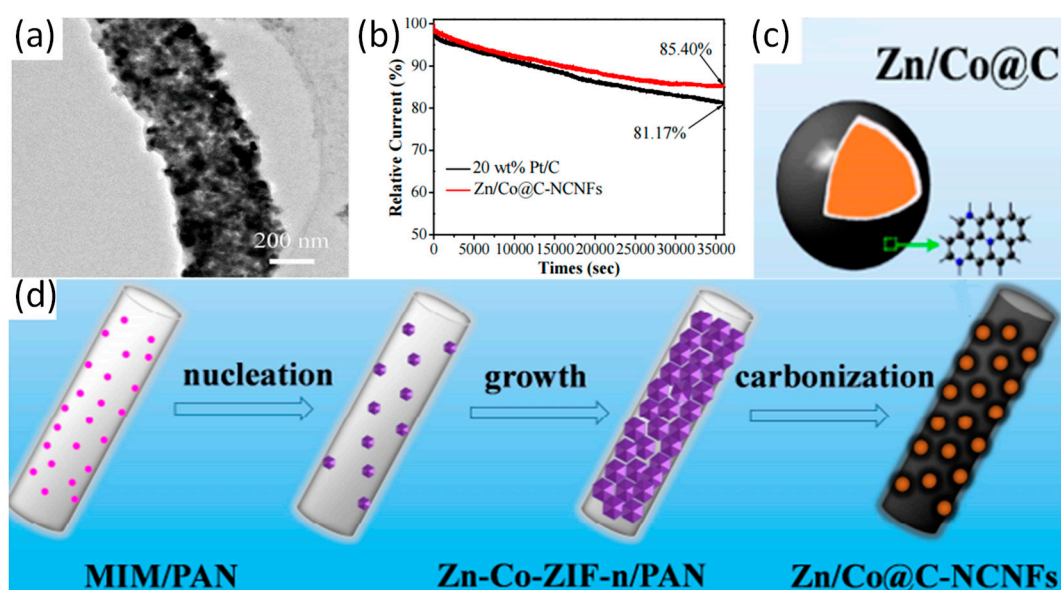 (a)
200 nm
(b)
100
90
80
70
60
50
Relative Current (%)
85.40%
81.17%
20 wt% Pt/C
Zn/Co@C-NCNFs
0 5000 10000 15000 20000 25000 30000 35000
Times (sec)
(c)
Zn/Co@C
(d)
nucleation
growth
carbonization
MIM/PAN
Zn-Co-ZIF-n/PAN
Zn/Co@C-NCNFs